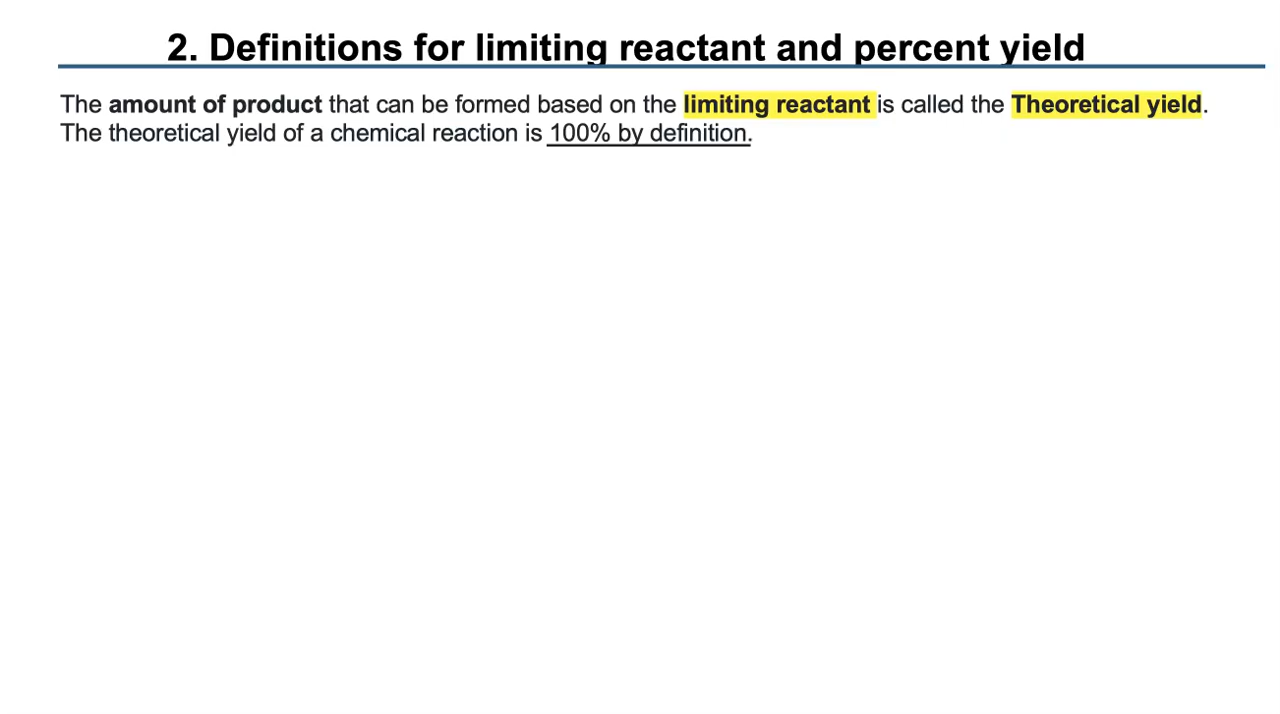 2. Definitions for limiting reactant and percent yield
The amount of product that can be formed based on the limiting reactant is called the Theoretical yield.
The theoretical yield of a chemical reaction is 100% by definition.